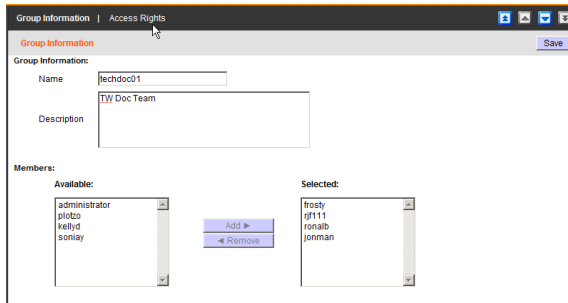 Group Information | Access Rights
Group Information
Save
Group Information:
Name techdoc01
Description TW Doc Team
Members:
Available: Selected:
administrator frosty
plotzo rjf111
kellyd ronalb
soniay jonman
Add ►
◄ Remove